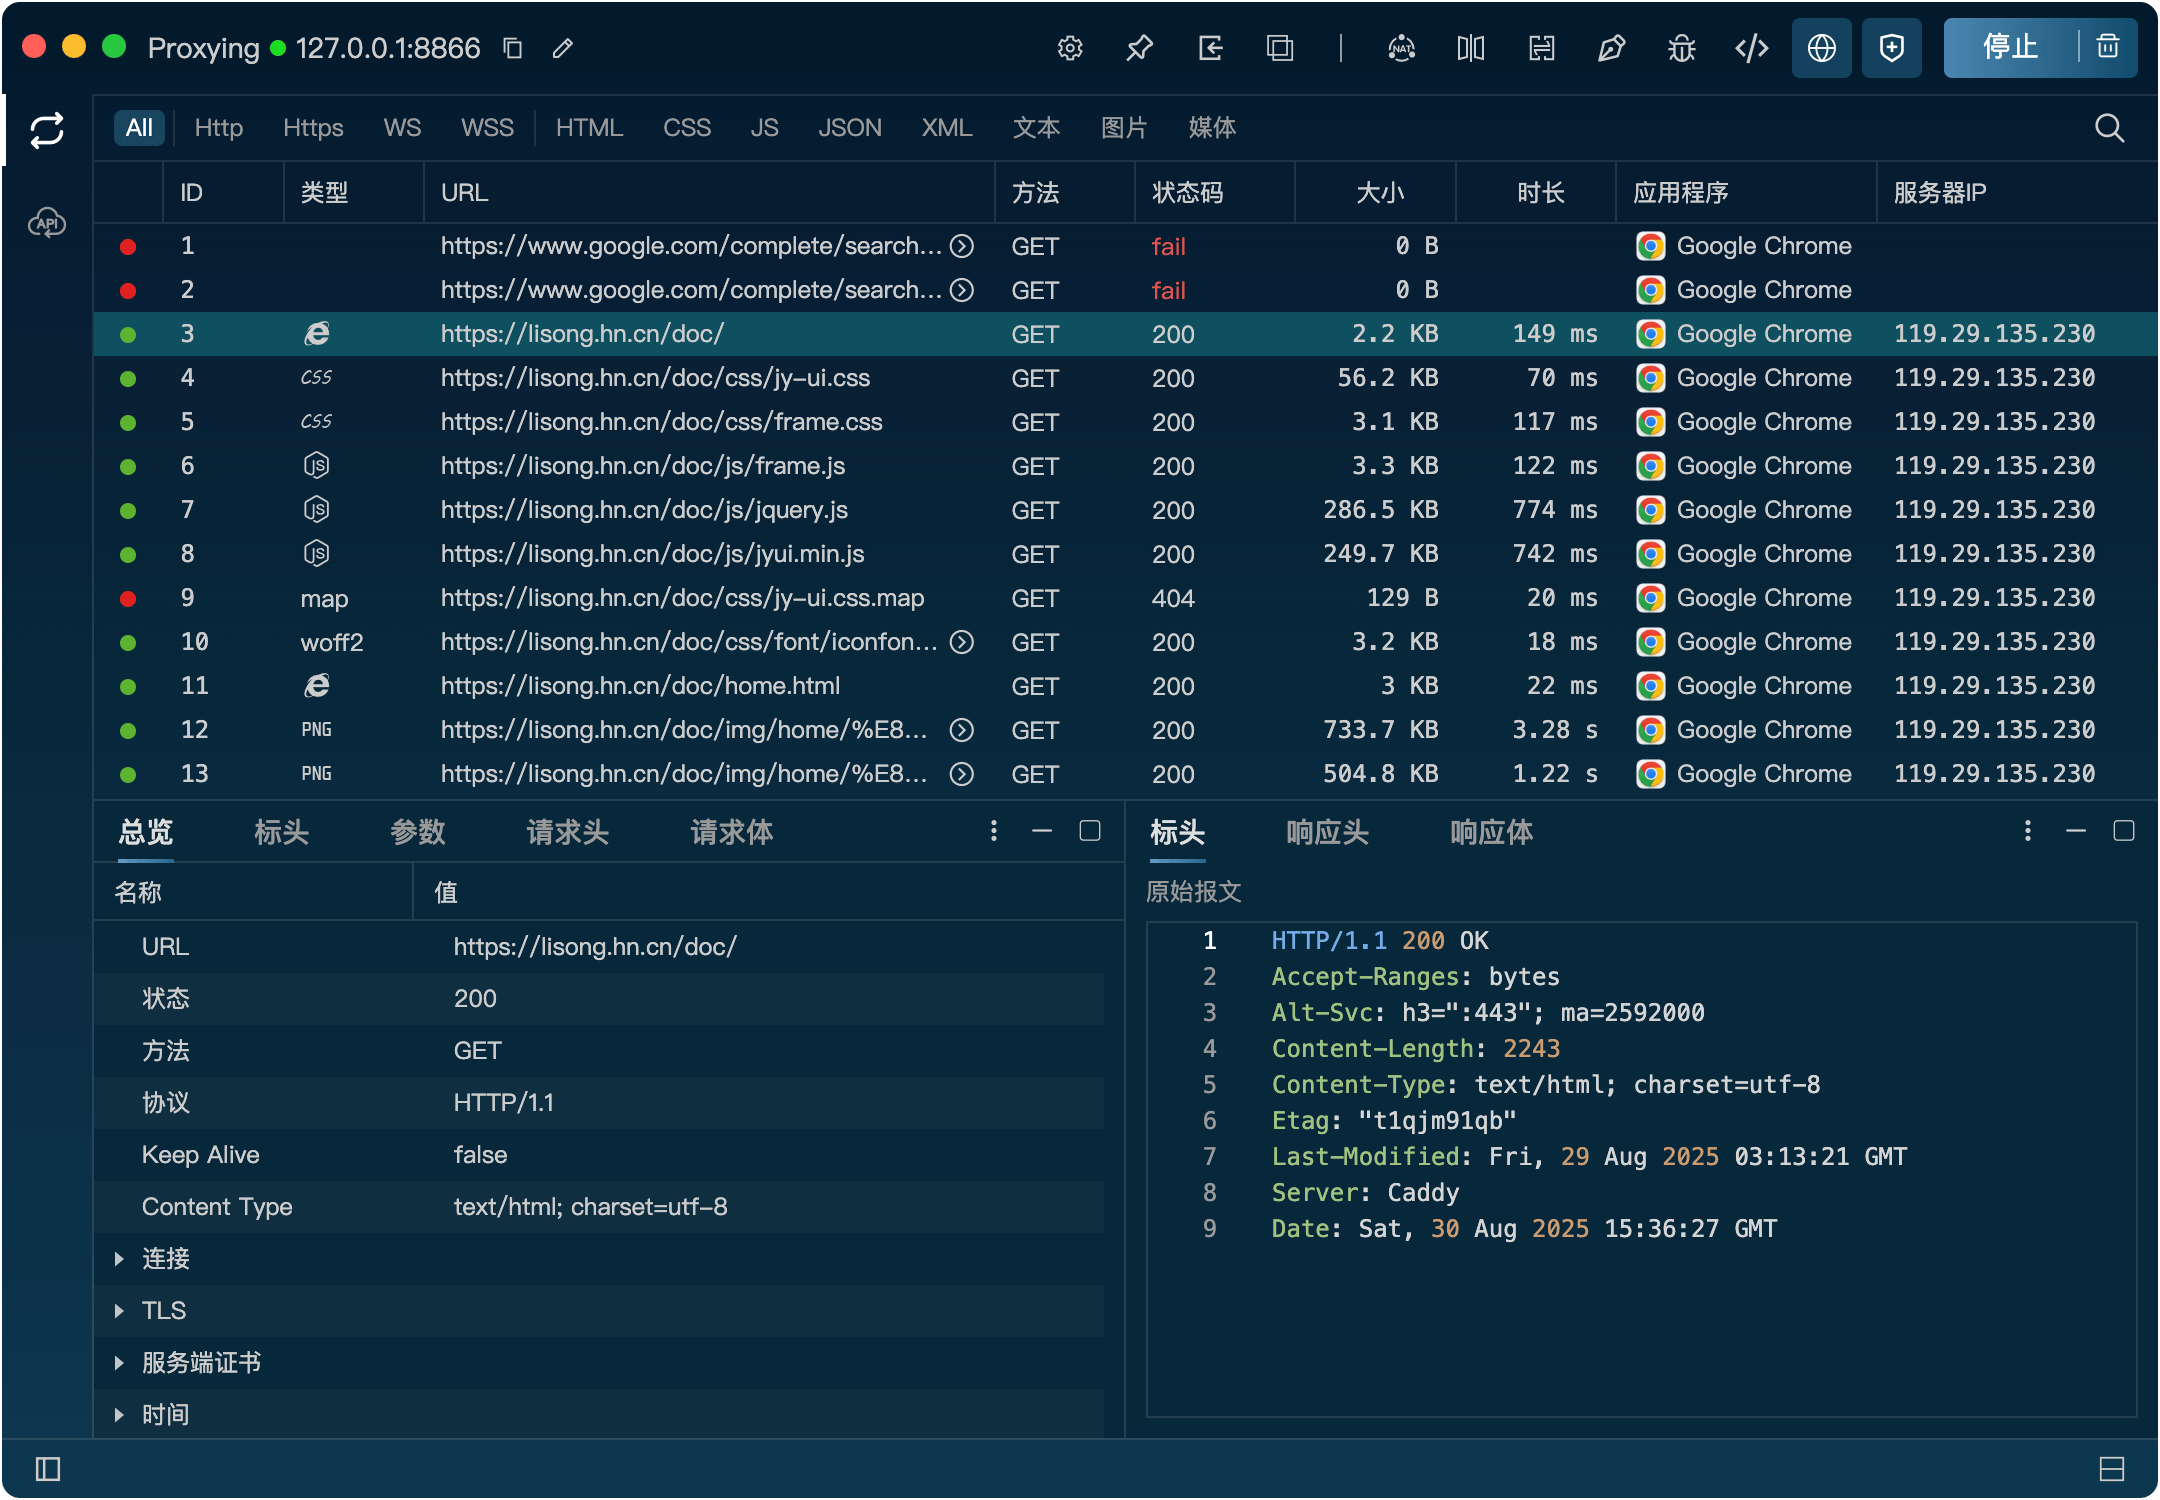 Proxying 127.0.0.1:8866 NAT 停止
All Http Https WS WSS HTML CSS JS JSON XML 文本 图片 媒体
API
ID 类型 URL 方法 状态码 大小 时长 应用程序 服务器IP
1 https://www.google.com/complete/search... GET fail 0 B Google Chrome
2 https://www.google.com/complete/search... GET fail 0 B Google Chrome
3 https://lisong.hn.cn/doc/ GET 200 2.2 KB 149 ms Google Chrome 119.29.135.230
4 CSS https://lisong.hn.cn/doc/css/jy-ui.css GET 200 56.2 KB 70 ms Google Chrome 119.29.135.230
5 CSS https://lisong.hn.cn/doc/css/frame.css GET 200 3.1 KB 117 ms Google Chrome 119.29.135.230
6 JS https://lisong.hn.cn/doc/js/frame.js GET 200 3.3 KB 122 ms Google Chrome 119.29.135.230
7 JS https://lisong.hn.cn/doc/js/jquery.js GET 200 286.5 KB 774 ms Google Chrome 119.29.135.230
8 JS https://lisong.hn.cn/doc/js/jyui.min.js GET 200 249.7 KB 742 ms Google Chrome 119.29.135.230
9 map https://lisong.hn.cn/doc/css/jy-ui.css.map GET 404 129 B 20 ms Google Chrome 119.29.135.230
10 woff2 https://lisong.hn.cn/doc/css/font/iconfon... GET 200 3.2 KB 18 ms Google Chrome 119.29.135.230
11 https://lisong.hn.cn/doc/home.html GET 200 3 KB 22 ms Google Chrome 119.29.135.230
12 PNG https://lisong.hn.cn/doc/img/home/%E8... GET 200 733.7 KB 3.28 s Google Chrome 119.29.135.230
13 PNG https://lisong.hn.cn/doc/img/home/%E8... GET 200 504.8 KB 1.22 s Google Chrome 119.29.135.230
总览 标头 参数 请求头 请求体
名称 值
URL https://lisong.hn.cn/doc/
状态 200
方法 GET
协议 HTTP/1.1
Keep Alive false
Content Type text/html; charset=utf-8
连接
TLS
服务端证书
时间
标头 响应头 响应体
原始报文
1 HTTP/1.1 200 OK
2 Accept-Ranges: bytes
3 Alt-Svc: h3=":443"; ma=2592000
4 Content-Length: 2243
5 Content-Type: text/html; charset=utf-8
6 Etag: "t1qjm91qb"
7 Last-Modified: Fri, 29 Aug 2025 03:13:21 GMT
8 Server: Caddy
9 Date: Sat, 30 Aug 2025 15:36:27 GMT